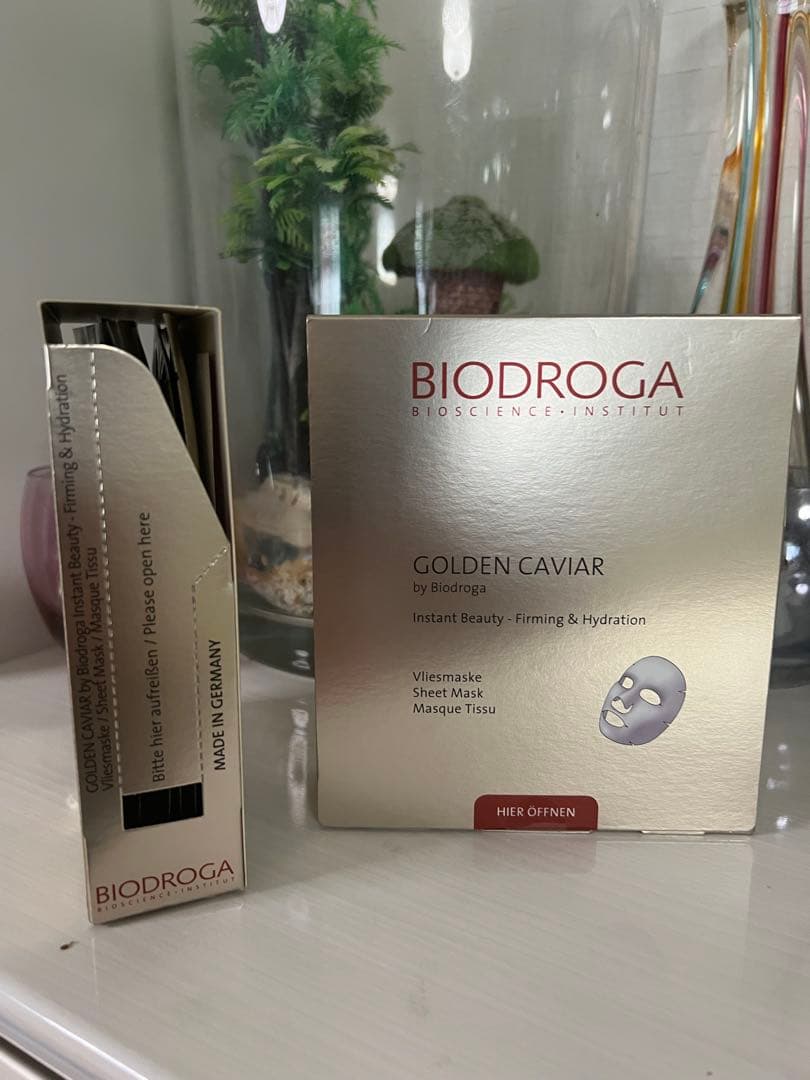 GOLDEN CAVIAR by Biodroga Instant Beauty - Firming & Hydration
Vliesmaske / Sheet Mask / Masque Tissu
Bitte hier aufreißen / Please open here
MADE IN GERMANY
BIODROGA
BIOSCIENCE·INSTITUT
BIODROGA
BIOSCIENCE·INSTITUT
GOLDEN CAVIAR
by Biodroga
Instant Beauty - Firming & Hydration
Vliesmaske
Sheet Mask
Masque Tissu
HIER ÖFFNEN